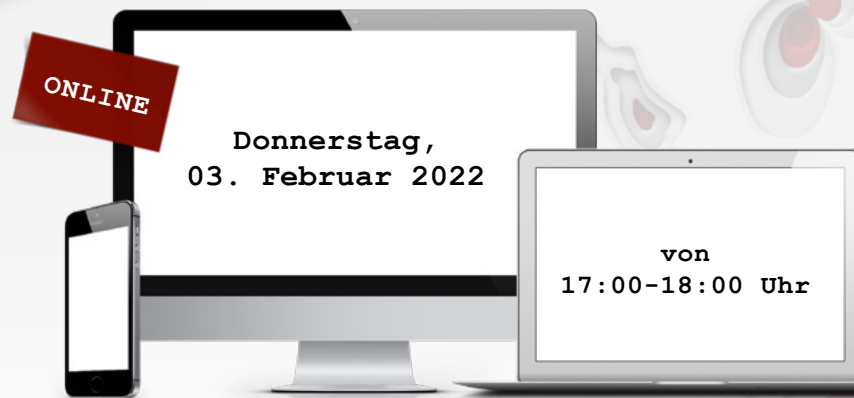 ONLINE
Donnerstag,
03. Februar 2022
von
17:00-18:00 Uhr